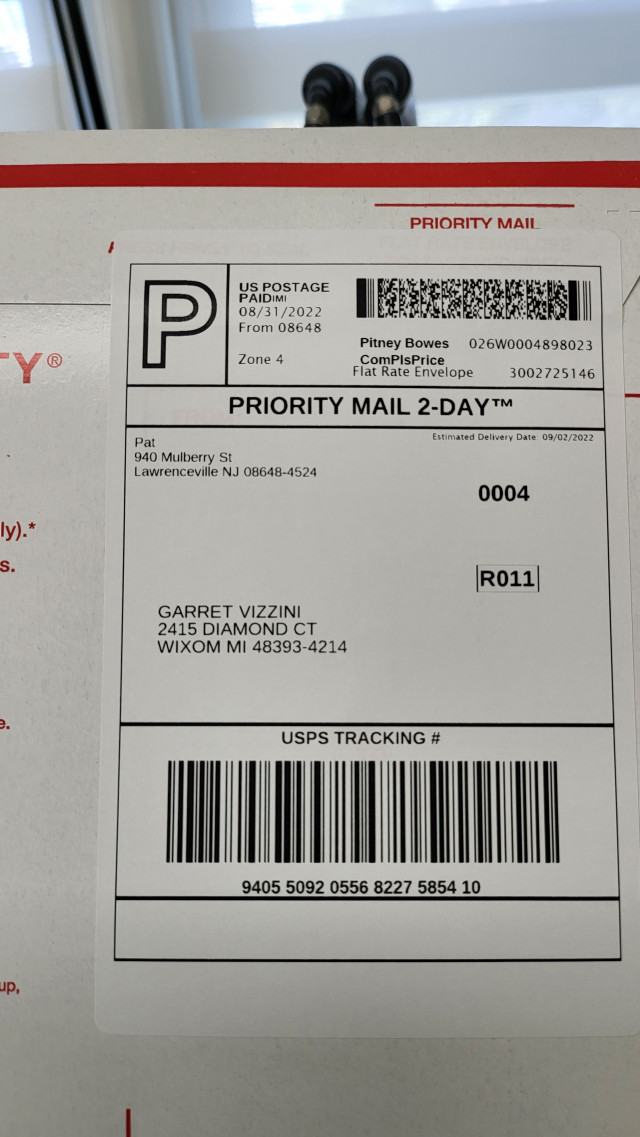 PRIORITY MAIL
TY®
US POSTAGE
PAID IMI
08/31/2022
From 08648
Zone 4
Pitney Bowes 026W0004898023
ComPlsPrice
Flat Rate Envelope 3002725146
P
PRIORITY MAIL 2-DAY™
Estimated Delivery Date: 09/02/2022
Pat
940 Mulberry St
Lawrenceville NJ 08648-4524
0004
R011
ly).*
s.
GARRET VIZZINI
2415 DIAMOND CT
WIXOM MI 48393-4214
e.
USPS TRACKING #
9405 5092 0556 8227 5854 10
up,